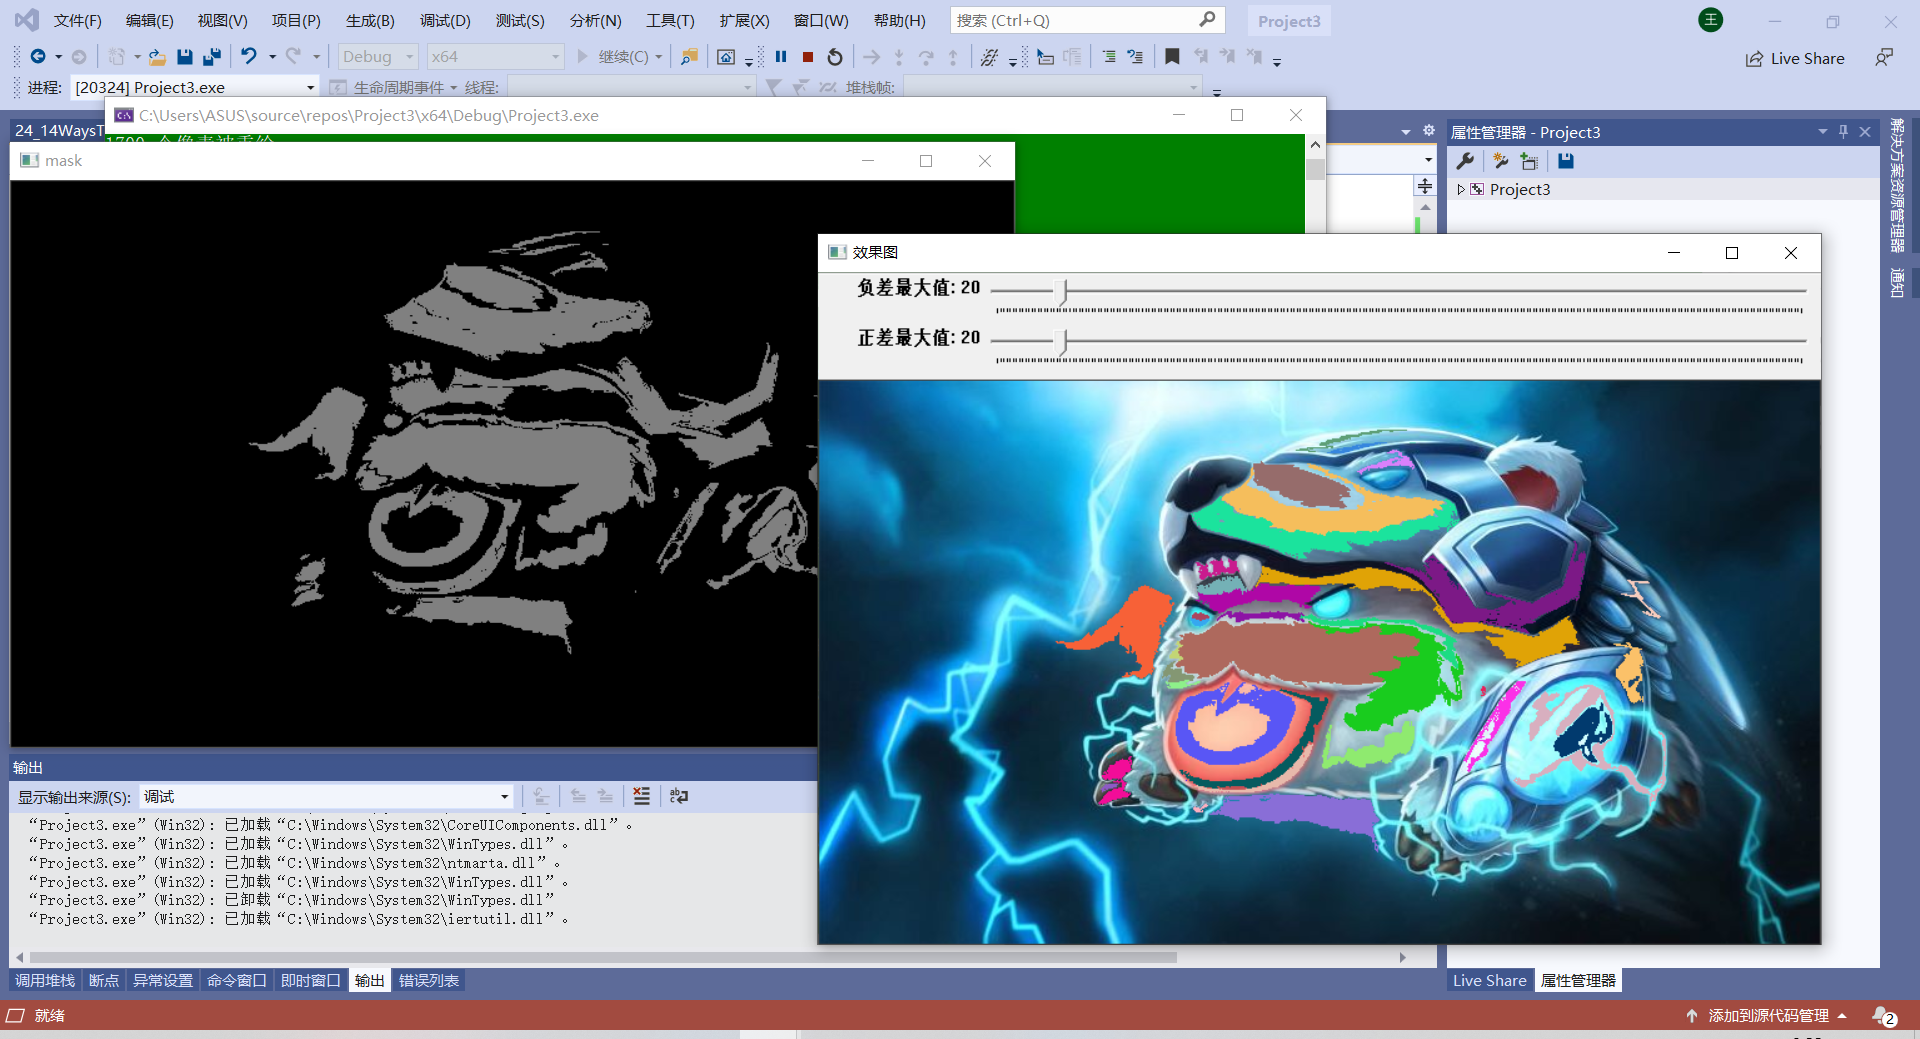 文件(F) 编辑(E) 视图(V) 项目(P) 生成(B) 调试(D) 测试(S) 分析(N) 工具(T) 扩展(X) 窗口(W) 帮助(H) 搜索 (Ctrl+Q) Project3 王
Debug x64 继续(C) Live Share
进程: [20324] Project3.exe 生命周期事件 线程: 堆栈帧:
C:\Users\ASUS\source\repos\Project3\x64\Debug\Project3.exe
24_14WaysT
1700 个像素被重绘
mask
属性管理器 - Project3
Project3
解决方案资源管理器
通知
效果图
负差最大值: 20
正差最大值: 20
输出
显示输出来源(S): 调试
“Project3.exe”(Win32): 已加载“C:\Windows\System32\CoreUIComponents.dll”。
“Project3.exe”(Win32): 已加载“C:\Windows\System32\WinTypes.dll”。
“Project3.exe”(Win32): 已加载“C:\Windows\System32\ntmarta.dll”。
“Project3.exe”(Win32): 已加载“C:\Windows\System32\WinTypes.dll”。
“Project3.exe”(Win32): 已卸载“C:\Windows\System32\WinTypes.dll”
“Project3.exe”(Win32): 已加载“C:\Windows\System32\iertutil.dll”。
调用堆栈 断点 异常设置 命令窗口 即时窗口 输出 错误列表
Live Share 属性管理器
就绪 添加到源代码管理 2